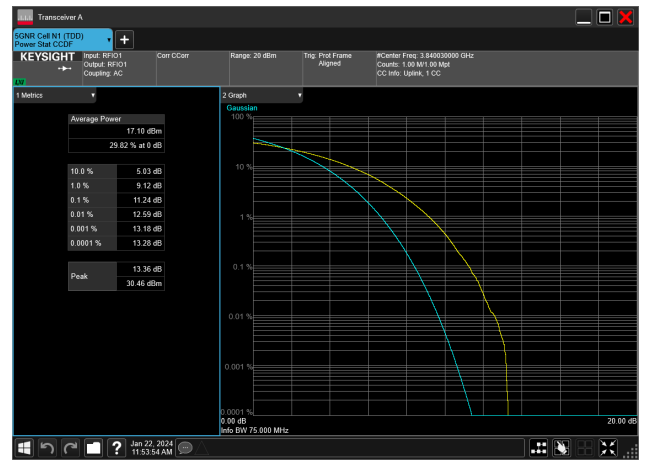 Transceiver A
5GNR Cell N1 (TDD)
Power Stat CCDF
KEYSIGHT
LXI
Input: RFIO1
Output: RFIO1
Coupling: AC
Corr CCorr
Range: 20 dBm
Trig: Prot Frame
Aligned
#Center Freq: 3.840030000 GHz
Counts: 1.00 M/1.00 Mpt
CC Info: Uplink, 1 CC
1 Metrics
Average Power
17.10 dBm
29.82 % at 0 dB
10.0 % 5.03 dB
1.0 % 9.12 dB
0.1 % 11.24 dB
0.01 % 12.59 dB
0.001 % 13.18 dB
0.0001 % 13.28 dB
Peak 13.36 dB
30.46 dBm
2 Graph
Gaussian
100 %
10 %
1 %
0.1 %
0.01 %
0.001 %
0.0001 %
0.00 dB 20.00 dB
Info BW 75.000 MHz
Jan 22, 2024
11:53:54 AM